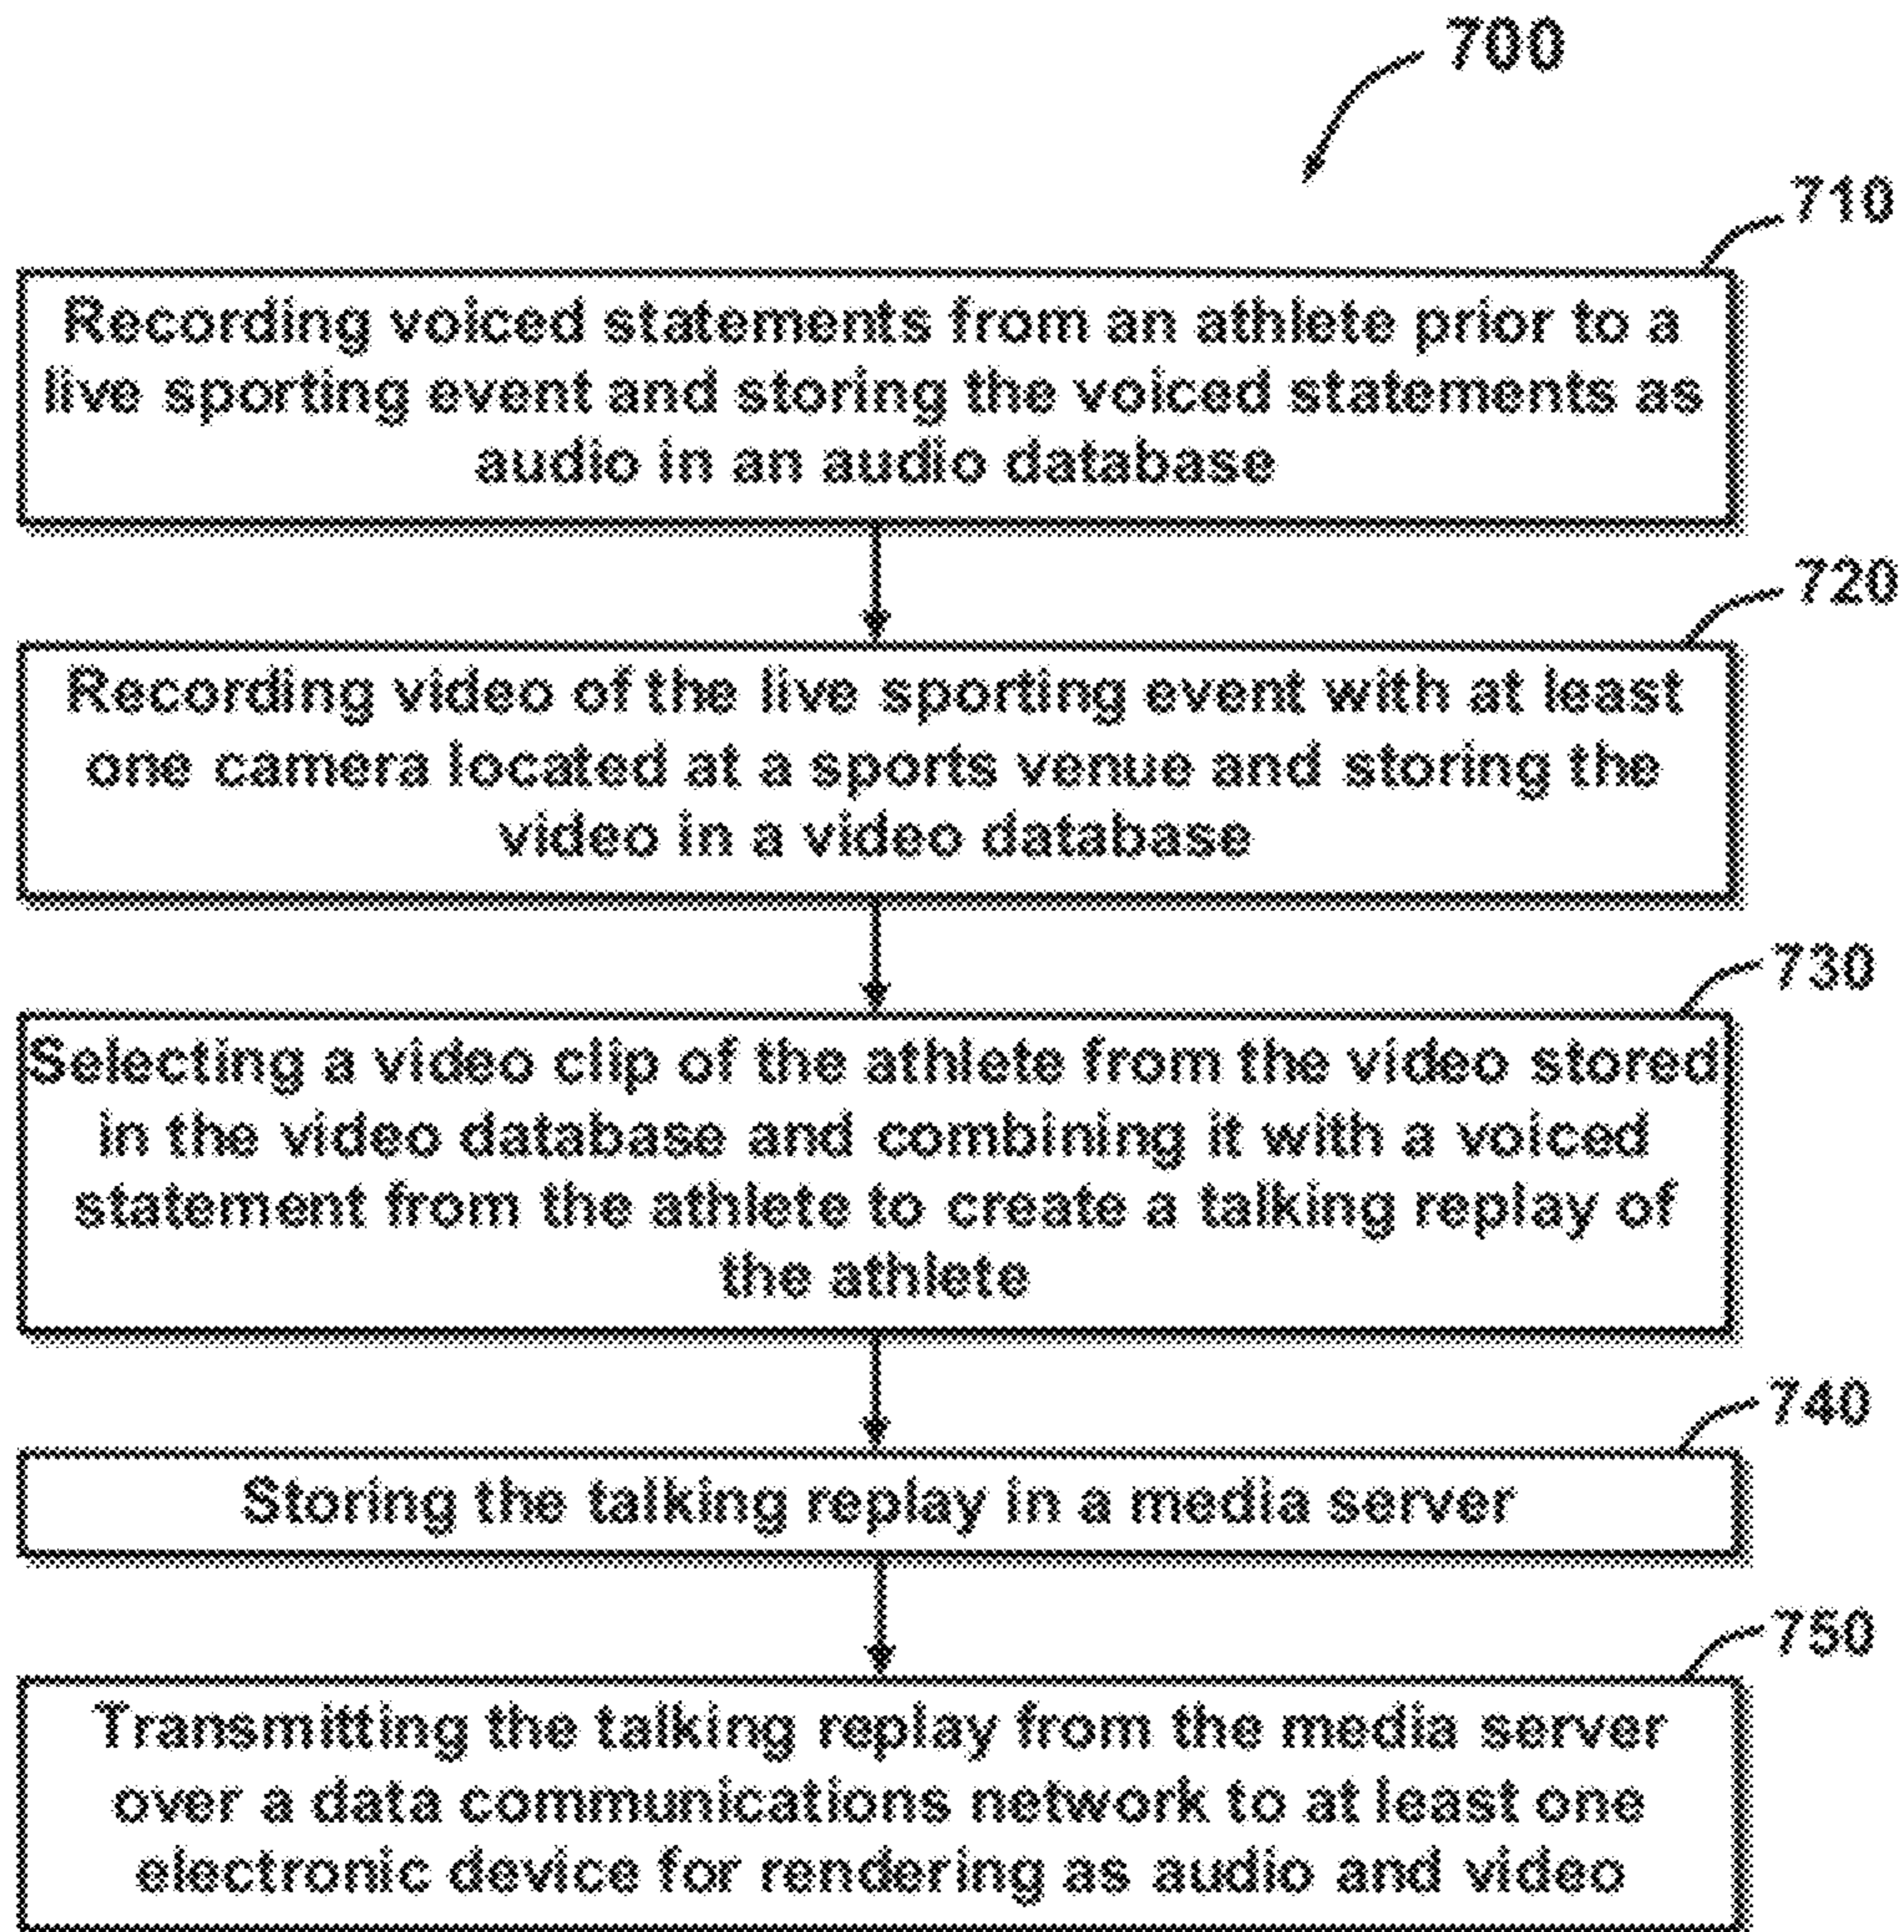 700
710
Recording voiced statements from an athlete prior to a
live sporting event and storing the voiced statements as
audio in an audio database
720
Recording video of the live sporting event with at least
one camera located at a sports venue and storing the
video in a video database
730
Selecting a video clip of the athlete from the video stored
in the video database and combining it with a voiced
statement from the athlete to create a talking replay of
the athlete
740
Storing the talking replay in a media server
750
Transmitting the talking replay from the media server
over a data communications network to at least one
electronic device for rendering as audio and video